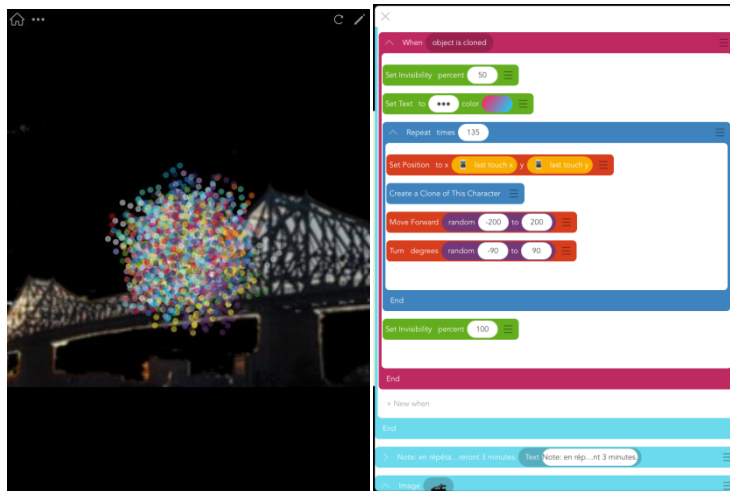 •••
When object is cloned
Set Invisibility percent 50
Set Text to ••• color
Repeat times 135
Set Position to x last touch x y last touch y
Create a Clone of This Character
Move Forward random -200 to 200
Turn degrees random -90 to 90
End
Set Invisibility percent 100
End
+ New when
End
Note: en répéta...reront 3 minutes. Text Note: en rép....nt 3 minutes.
Image